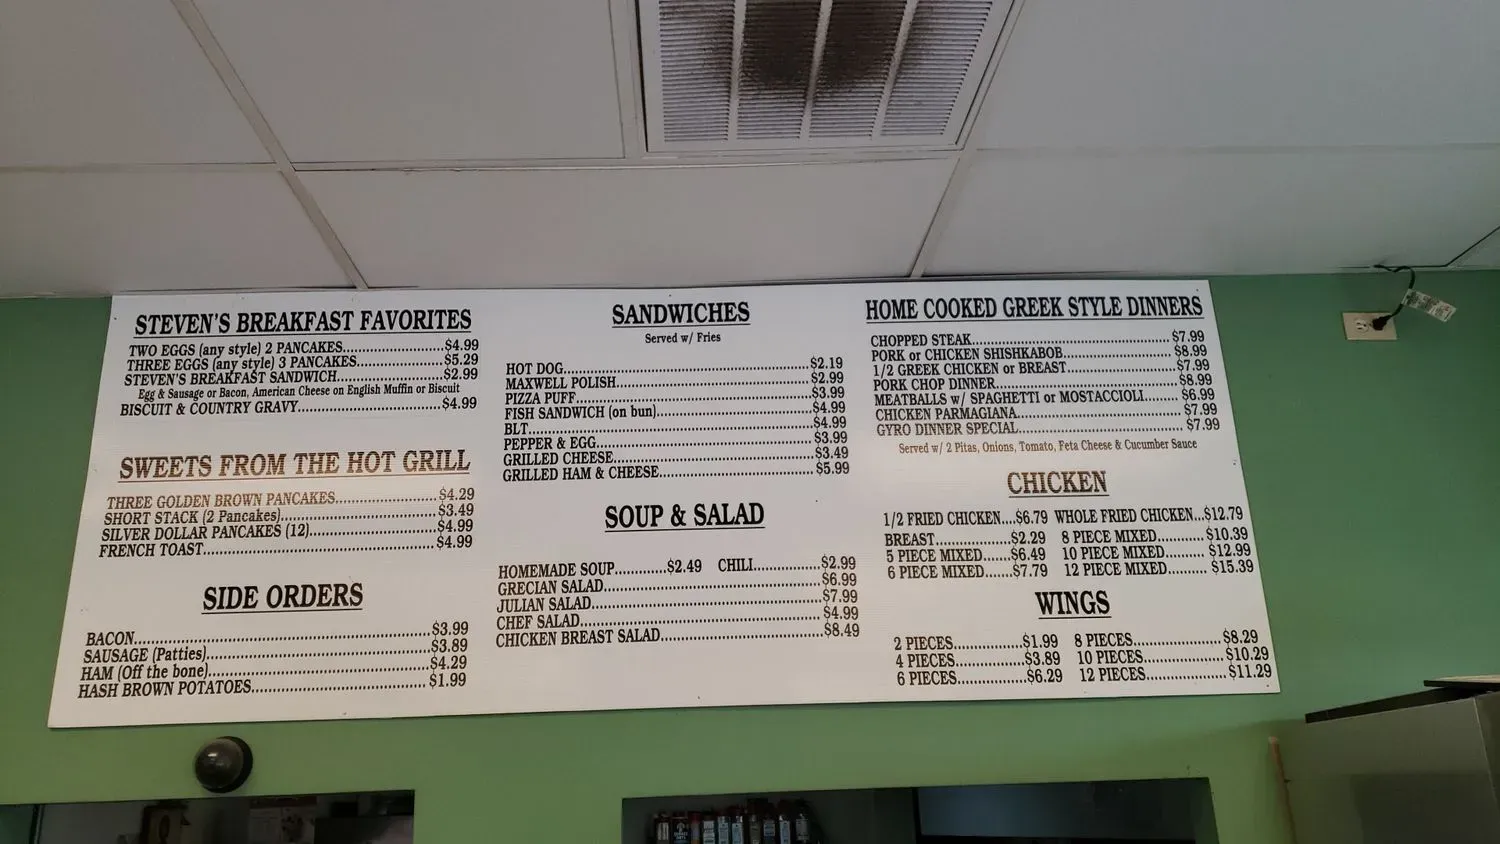 STEVEN'S BREAKFAST FAVORITES
TWO EGGS (any style) 2 PANCAKES....$4.99
THREE EGGS (any style) 3 PANCAKES....$5.29
STEVEN'S BREAKFAST SANDWICH....$2.99
Egg & Sausage or Bacon, American Cheese on English Muffin or Biscuit
BISCUIT & COUNTRY GRAVY....$4.99
SWEETS FROM THE HOT GRILL
THREE GOLDEN BROWN PANCAKES....$4.29
SHORT STACK (2 Pancakes)....$3.49
SILVER DOLLAR PANCAKES (12)....$4.99
FRENCH TOAST....$4.99
SIDE ORDERS
BACON....$3.99
SAUSAGE (Patties)....$3.89
HAM (Off the bone)....$4.29
HASH BROWN POTATOES....$1.99
SANDWICHES
Served w/ Fries
HOT DOG....$2.19
MAXWELL POLISH....$2.99
PIZZA PUFF....$3.99
FISH SANDWICH (on bun)....$4.99
BLT....$4.99
PEPPER & EGG....$3.99
GRILLED CHEESE....$3.49
GRILLED HAM & CHEESE....$5.99
SOUP & SALAD
HOMEMADE SOUP....$2.49 CHILI....$2.99
GRECIAN SALAD....$6.99
JULIAN SALAD....$7.99
CHEF SALAD....$4.99
CHICKEN BREAST SALAD....$8.49
HOME COOKED GREEK STYLE DINNERS
CHOPPED STEAK....$7.99
PORK or CHICKEN SHISHKABOB....$8.99
1/2 GREEK CHICKEN or BREAST....$7.99
PORK CHOP DINNER....$8.99
MEATBALLS w/ SPAGHETTI or MOSTACCIOLI....$6.99
CHICKEN PARMAGIANA....$7.99
GYRO DINNER SPECIAL....$7.99
Served w/ 2 Pitas, Onions, Tomato, Feta Cheese & Cucumber Sauce
CHICKEN
1/2 FRIED CHICKEN....$6.79 WHOLE FRIED CHICKEN...$12.79
BREAST....$2.29 8 PIECE MIXED....$10.39
5 PIECE MIXED....$6.49 10 PIECE MIXED....$12.99
6 PIECE MIXED....$7.79 12 PIECE MIXED....$15.39
WINGS
2 PIECES....$1.99 8 PIECES....$8.29
4 PIECES....$3.89 10 PIECES....$10.29
6 PIECES....$6.29 12 PIECES....$11.29